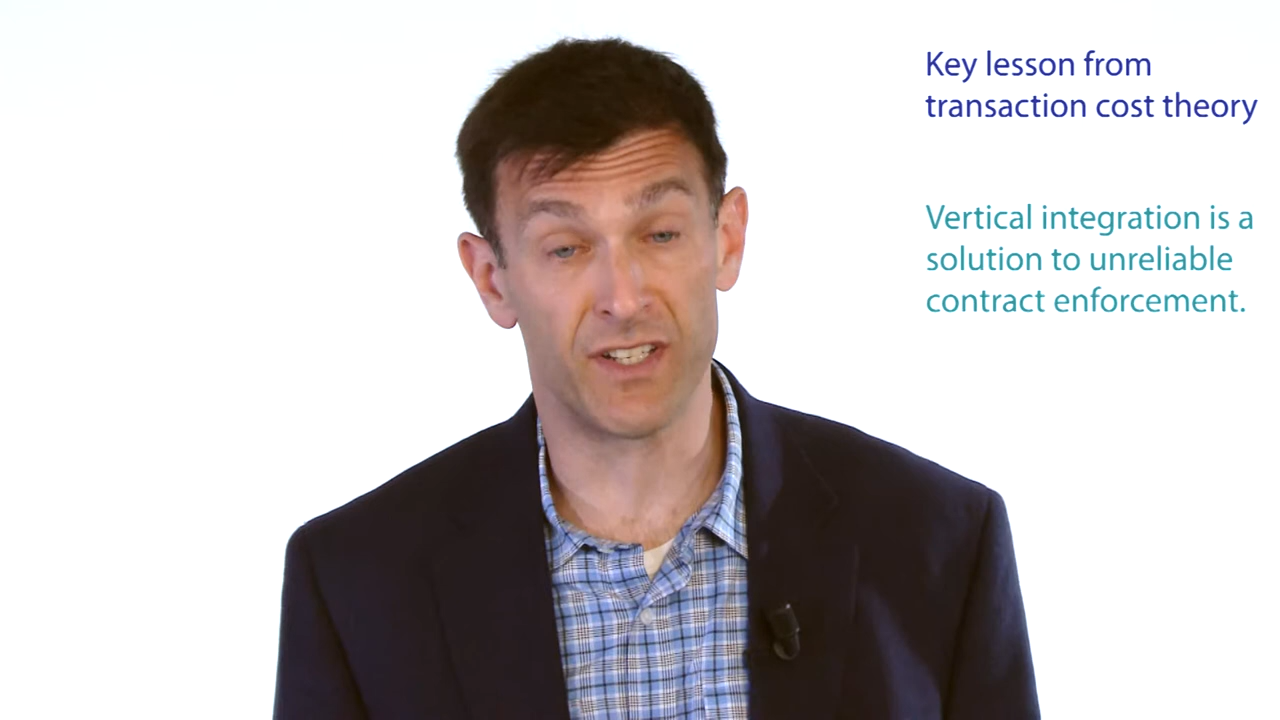 Key lesson from
transaction cost theory
Vertical integration is a
solution to unreliable
contract enforcement.